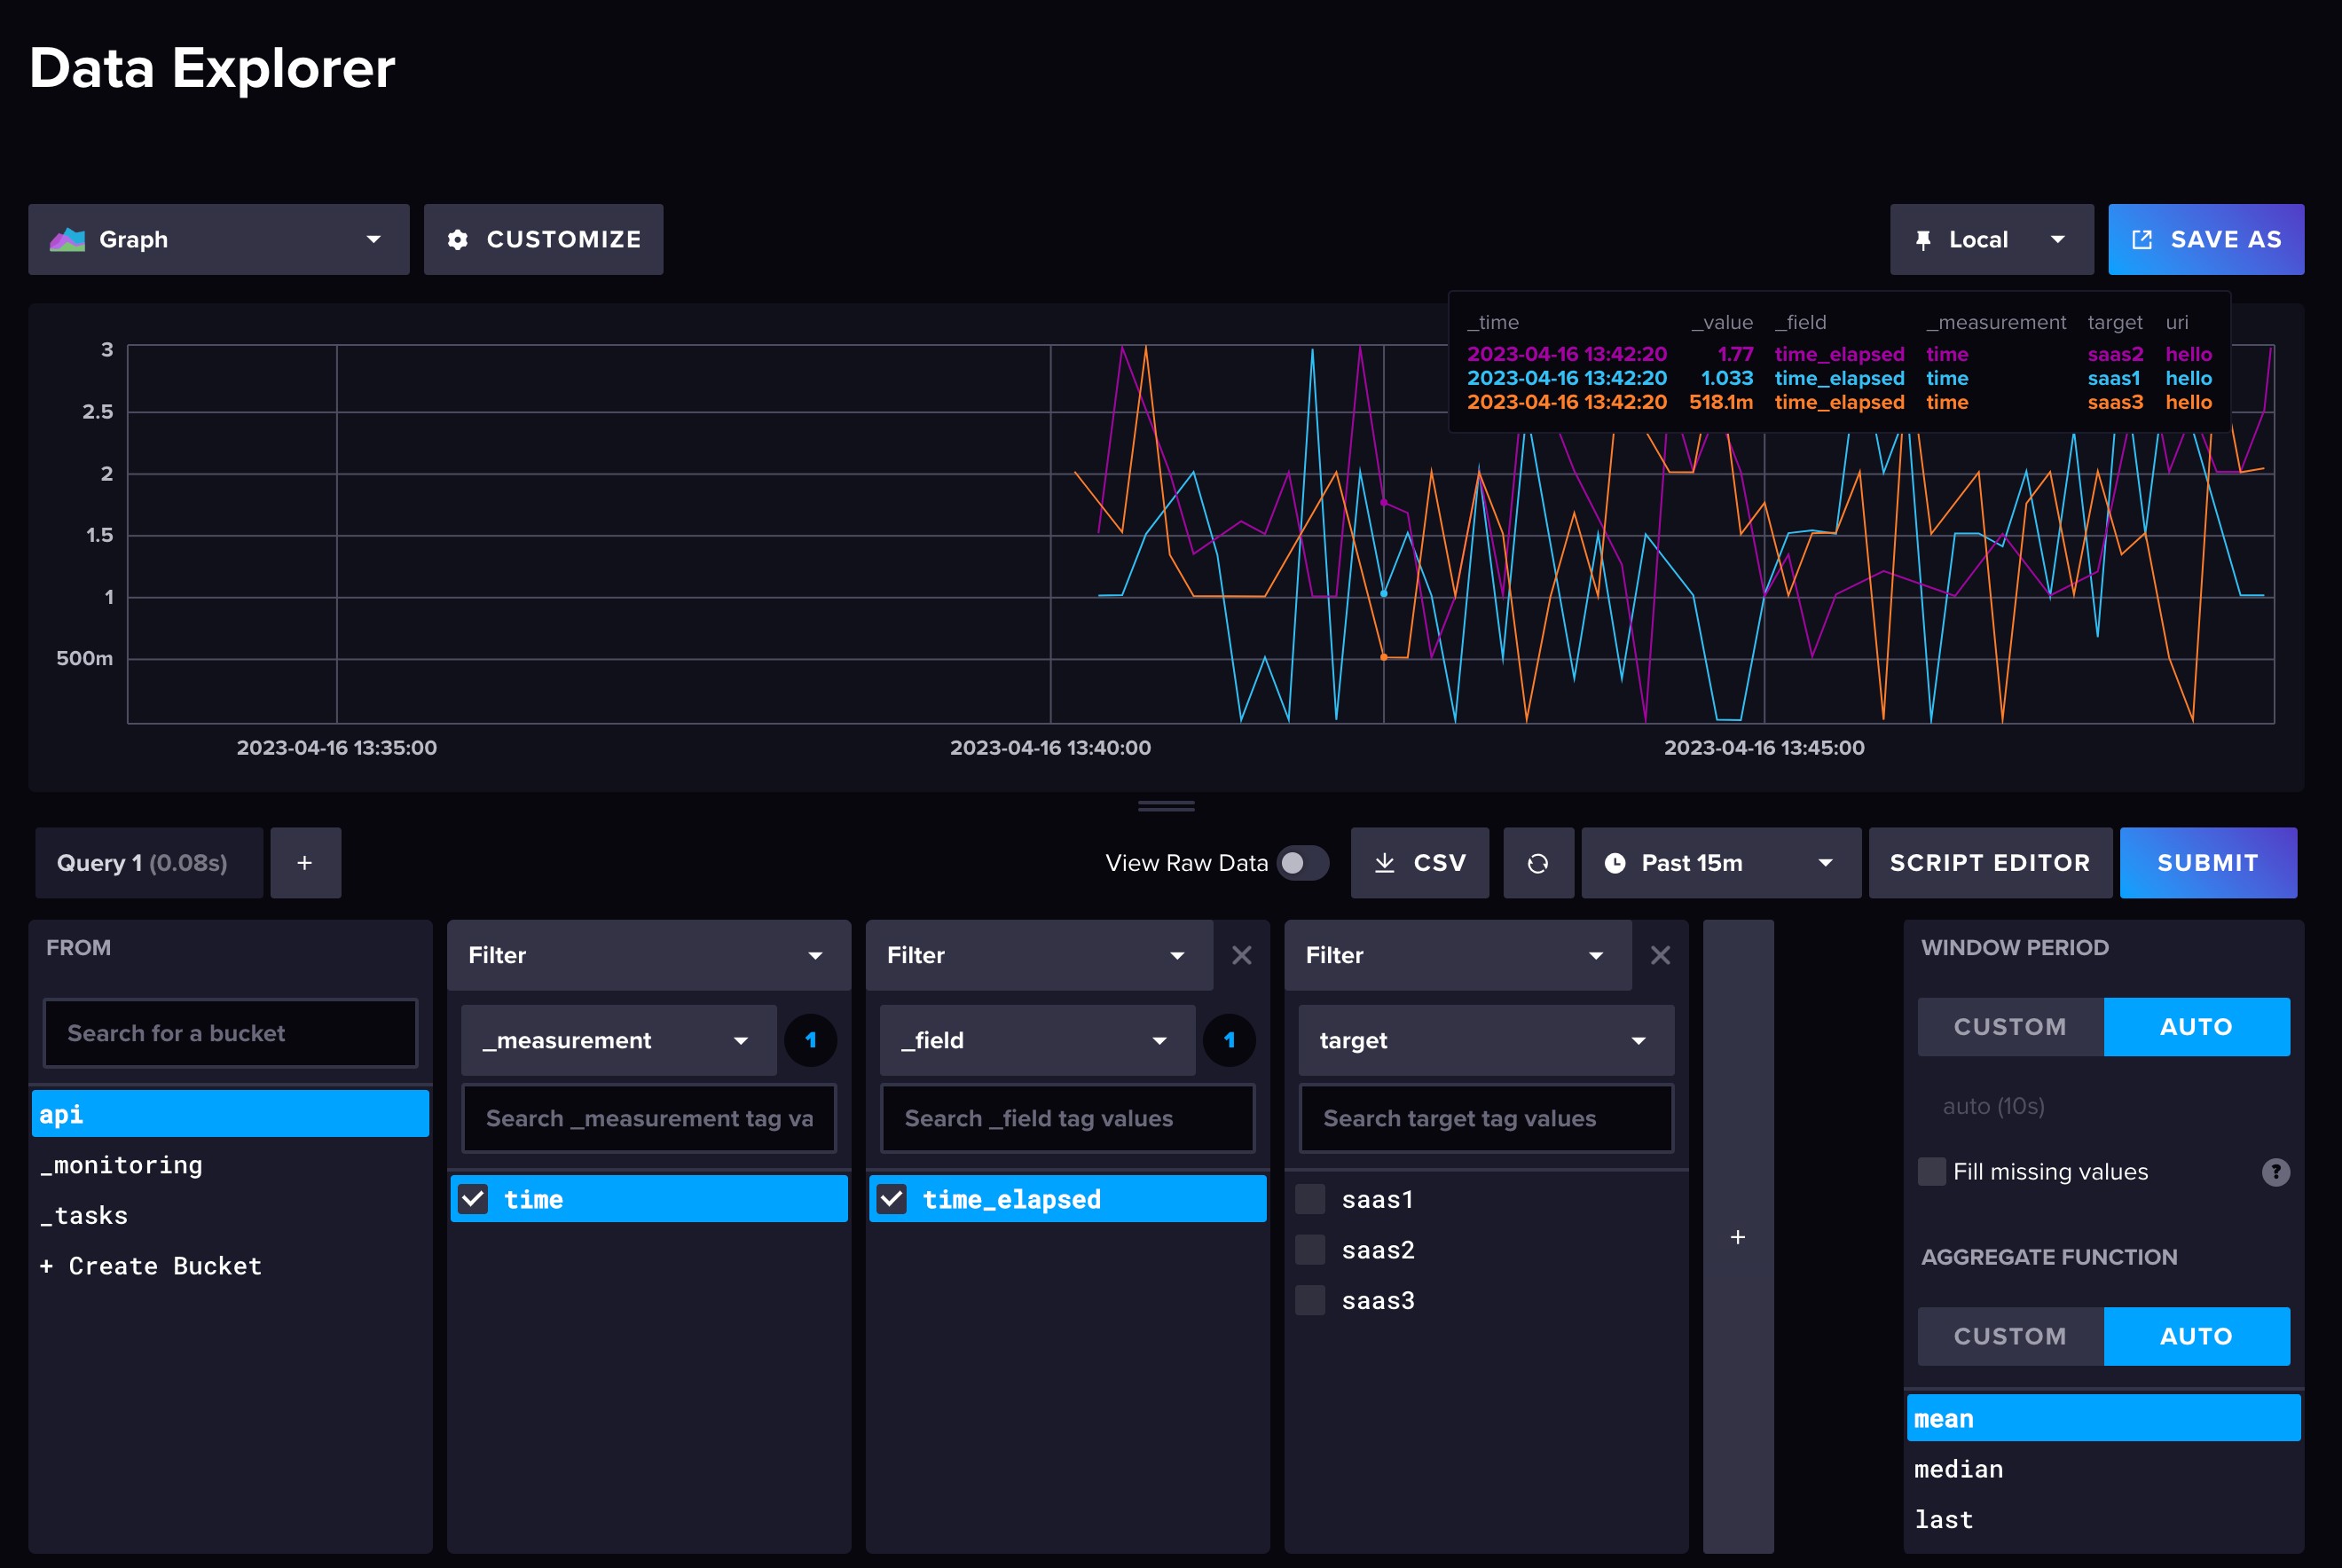 Data Explorer
Graph
CUSTOMIZE
Local
SAVE AS
_time _value _field _measurement target uri
2023-04-16 13:42:20 1.77 time_elapsed time saas2 hello
2023-04-16 13:42:20 1.033 time_elapsed time saas1 hello
2023-04-16 13:42:20 518.1m time_elapsed time saas3 hello
3
2.5
2
1.5
1
500m
2023-04-16 13:35:00
2023-04-16 13:40:00
2023-04-16 13:45:00
Query 1 (0.08s)
+
View Raw Data
CSV
Past 15m
SCRIPT EDITOR
SUBMIT
FROM
Search for a bucket
api
_monitoring
_tasks
+ Create Bucket
Filter
_measurement
1
Search _measurement tag va
time
Filter
_field
1
Search _field tag values
time_elapsed
Filter
target
Search target tag values
saas1
saas2
saas3
+
WINDOW PERIOD
CUSTOM
AUTO
auto (10s)
Fill missing values
?
AGGREGATE FUNCTION
CUSTOM
AUTO
mean
median
last